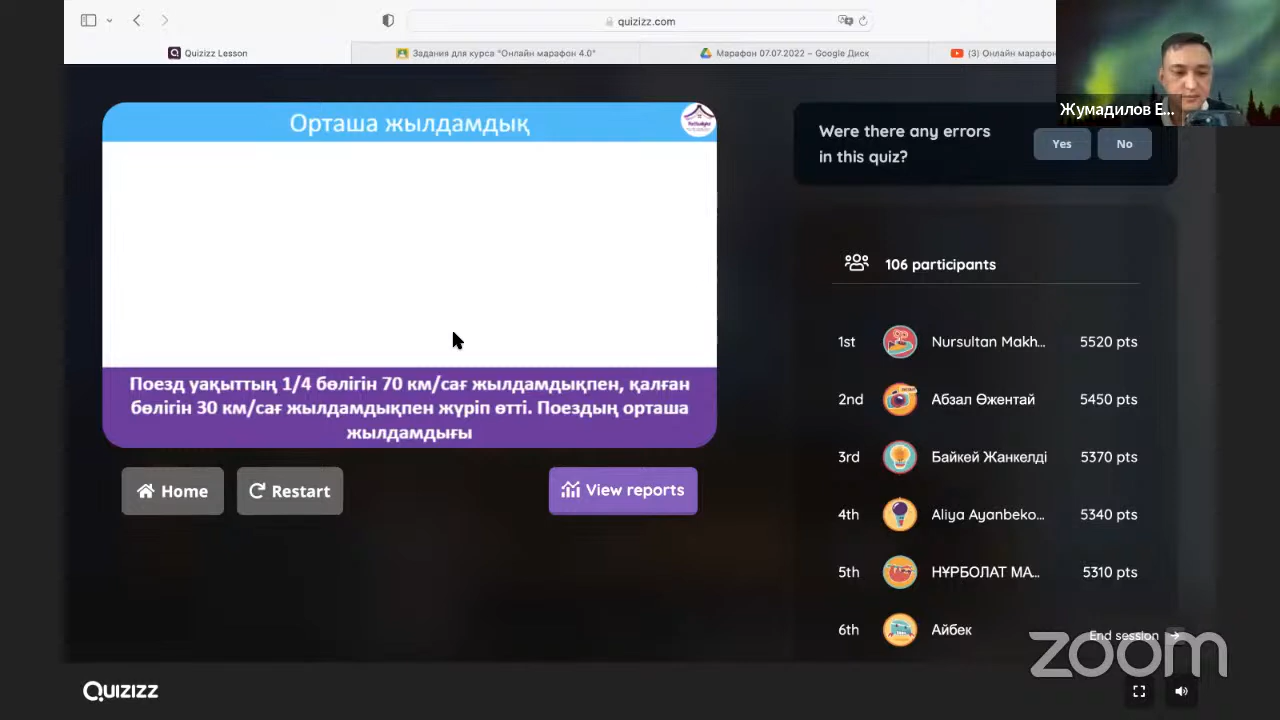 quizizz.com
Quizizz Lesson
Задания для курса "Онлайн марафон 4.0"
Марафон 07.07.2022 – Google Диск
(3) Онлайн марафон
Жумадилов Е...
Орташа жылдамдық
Поезд уақыттың 1/4 бөлігін 70 км/сағ жылдамдықпен, қалған
бөлігін 30 км/сағ жылдамдықпен жүріп өтті. Поездың орташа
жылдамдығы
Home
Restart
View reports
Were there any errors
in this quiz?
Yes
No
106 participants
1st Nursultan Makh... 5520 pts
2nd Абзал Өжентай 5450 pts
3rd Байкей Жанкелді 5370 pts
4th Aliya Ayanbeko... 5340 pts
5th НҰРБОЛАТ МА... 5310 pts
6th Айбек
End session
zoom
Quizizz